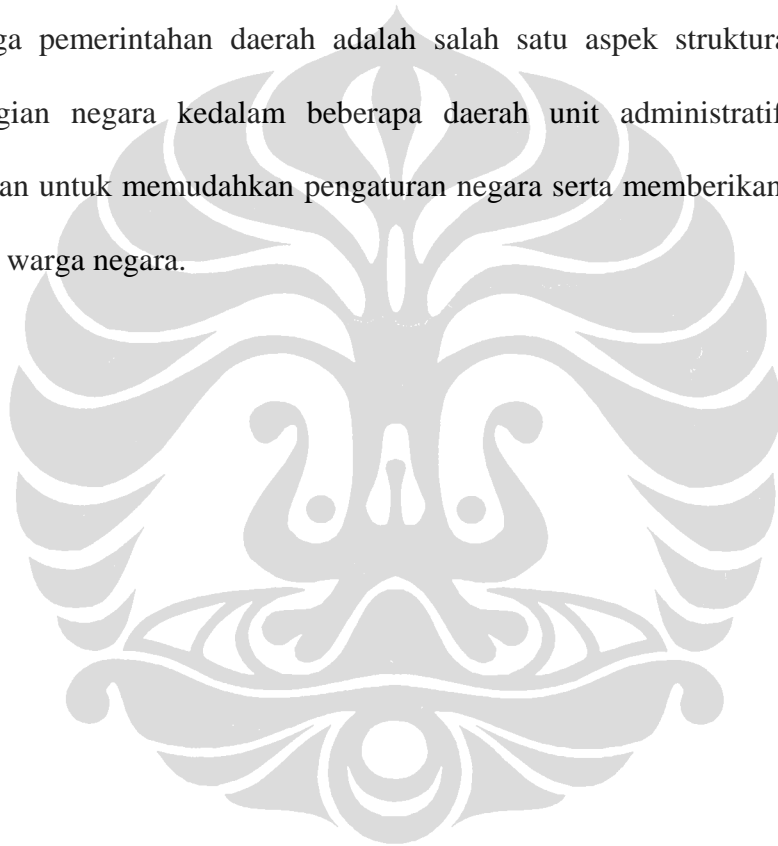 ga pemerintahan daerah adalah salah satu aspek struktura
gian negara kedalam beberapa daerah unit administratif
an untuk memudahkan pengaturan negara serta memberikan
warga negara.